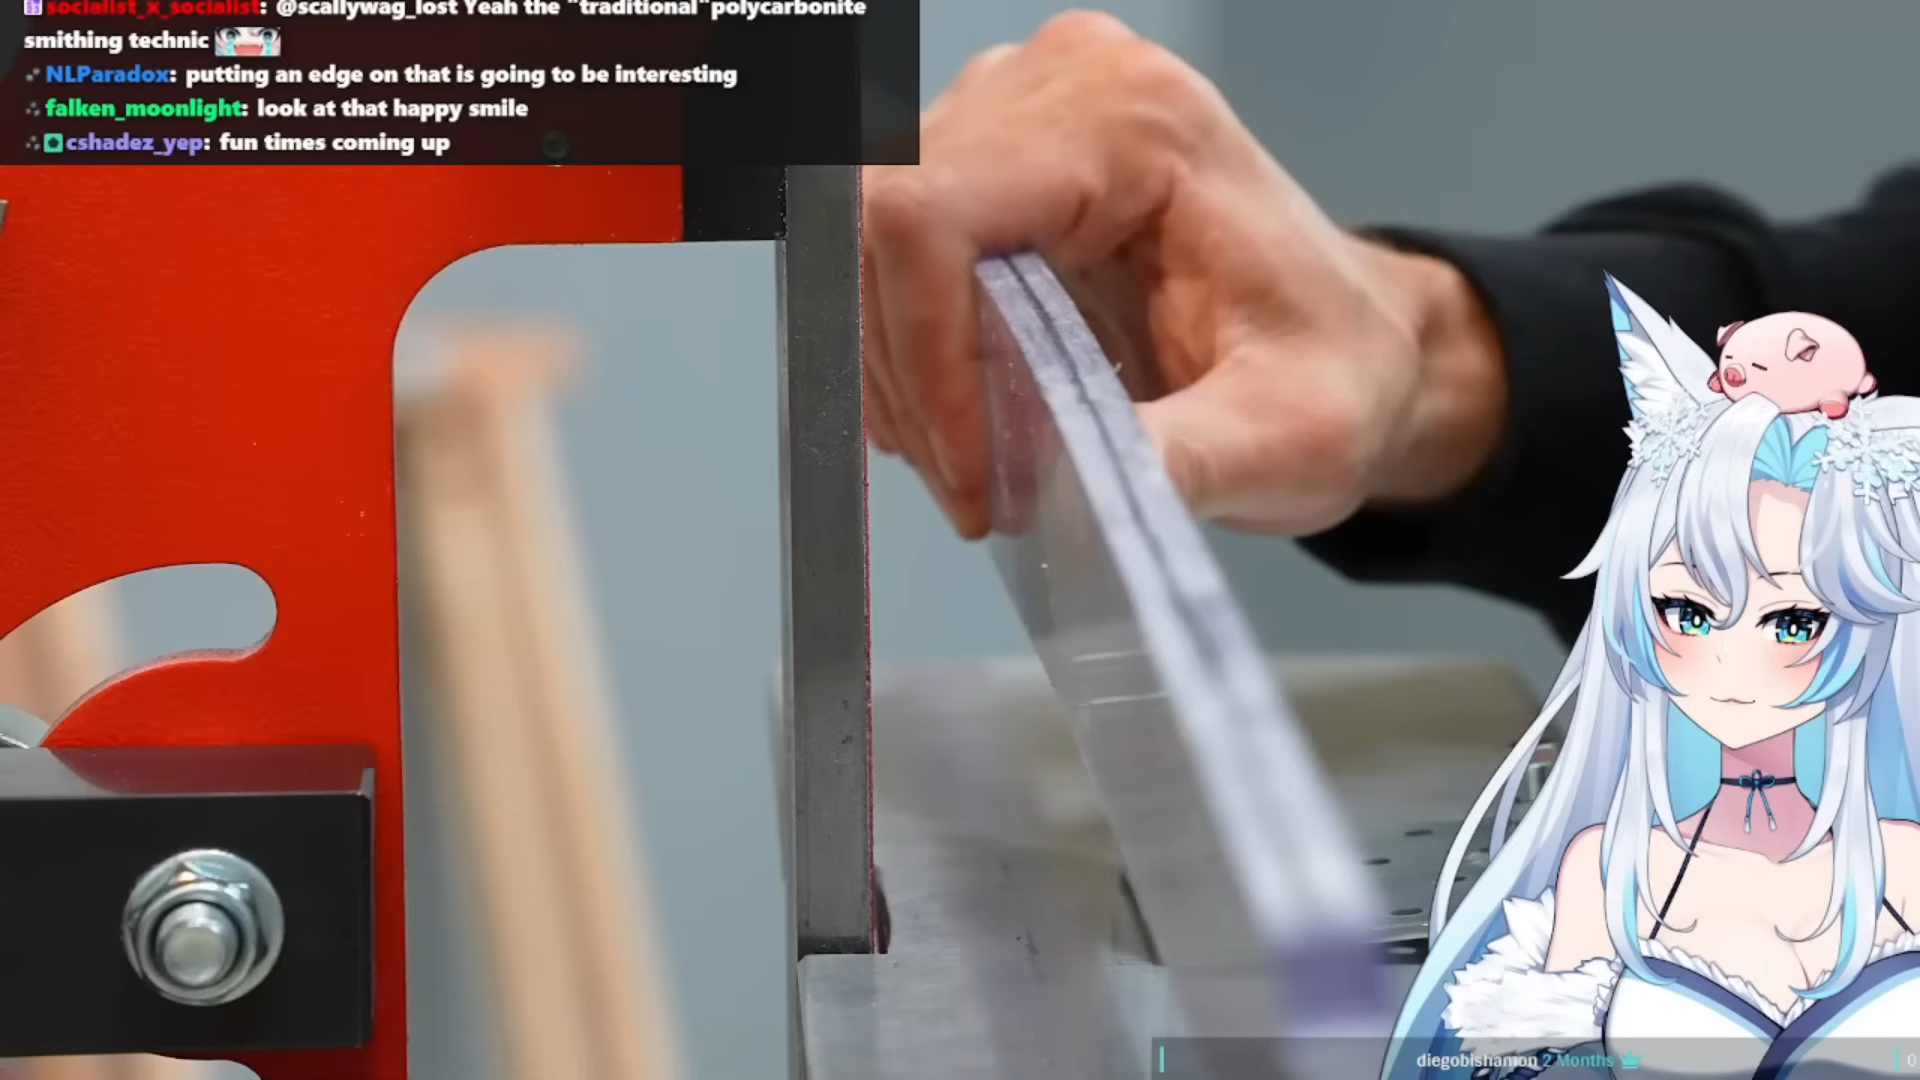 socialist_x_socialist: @scallywag_lost Yeah the "traditional"polycarbonite
smithing technic
NLParadox: putting an edge on that is going to be interesting
falken_moonlight: look at that happy smile
cshadez_yep: fun times coming up
diegobishamon 2 Months
0